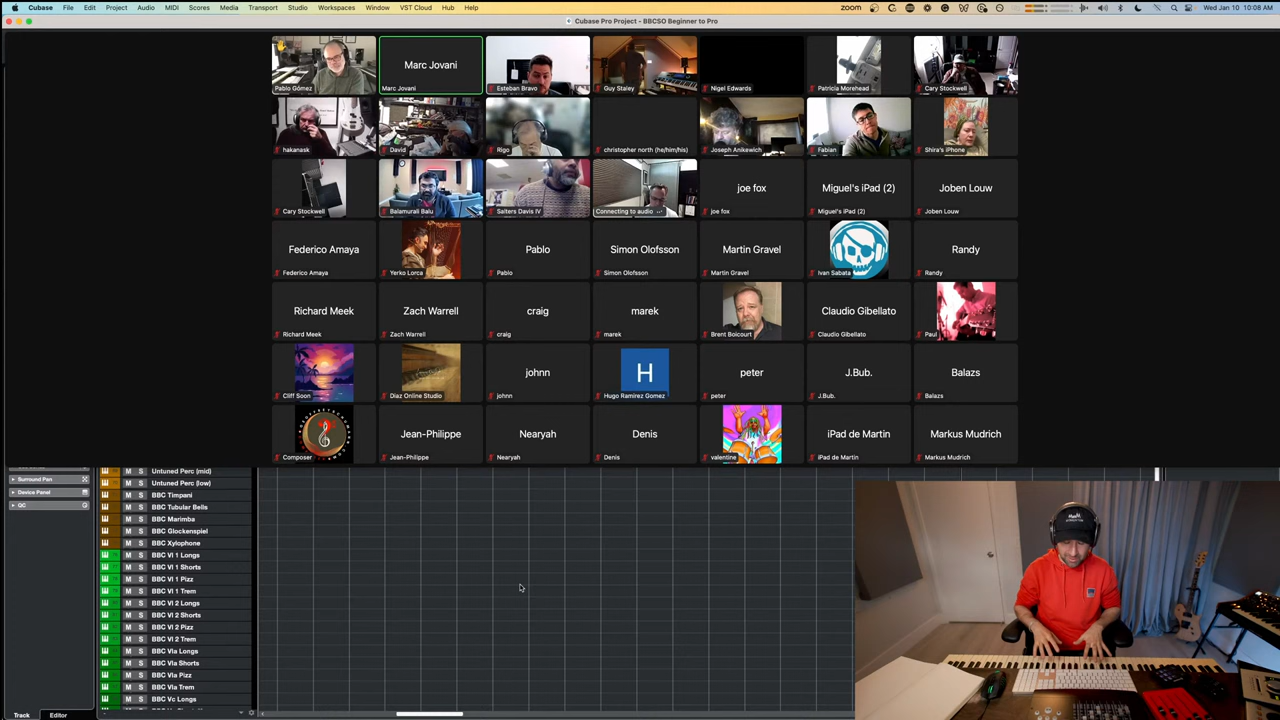 Cubase File Edit Project Audio MIDI Scores Media Transport Studio Workspaces Window VST Cloud Hub Help
zoom Wed Jan 10 10:08 AM
Cubase Pro Project - BBCSO Beginner to Pro
Pablo Gómez
Marc Jovani
Marc Jovani
Esteban Bravo
Guy Staley
Nigel Edwards
Patricia Morehead
Cary Stockwell
hakanask
David
Rigo
christopher north (he/him/his)
Joseph Anikewich
Fabian
Shira's iPhone
Cary Stockwell
Balamurali Balu
Salters Davis IV
Connecting to audio
joe fox
joe fox
Miguel's iPad (2)
Miguel's iPad (2)
Joben Louw
Joben Louw
Federico Amaya
Federico Amaya
Yerko Lorca
Pablo
Pablo
Simon Olofsson
Simon Olofsson
Martin Gravel
Martin Gravel
Ivan Sabata
Randy
Randy
Richard Meek
Richard Meek
Zach Warrell
Zach Warrell
craig
craig
marek
marek
Brent Boicourt
Claudio Gibellato
Claudio Gibellato
Paul
Cliff Soon
Diaz Online Studio
johnn
johnn
H
Hugo Ramirez Gomez
peter
peter
J.Bub.
J.Bub.
Balazs
Balazs
Composer
Jean-Philippe
Jean-Philippe
Nearyah
Nearyah
Denis
Denis
valentine
iPad de Martin
iPad de Martin
Markus Mudrich
Markus Mudrich
Surround Pan
Device Panel
QC
M S Untuned Perc (mid)
M S Untuned Perc (low)
M S BBC Timpani
M S BBC Tubular Bells
M S BBC Marimba
M S BBC Glockenspiel
M S BBC Xylophone
M S BBC Vl 1 Longs
M S BBC Vl 1 Shorts
M S BBC Vl 1 Pizz
M S BBC Vl 1 Trem
M S BBC Vl 2 Longs
M S BBC Vl 2 Shorts
M S BBC Vl 2 Pizz
M S BBC Vl 2 Trem
M S BBC Vla Longs
M S BBC Vla Shorts
M S BBC Vla Pizz
M S BBC Vla Trem
M S BBC Vc Longs
Track Editor